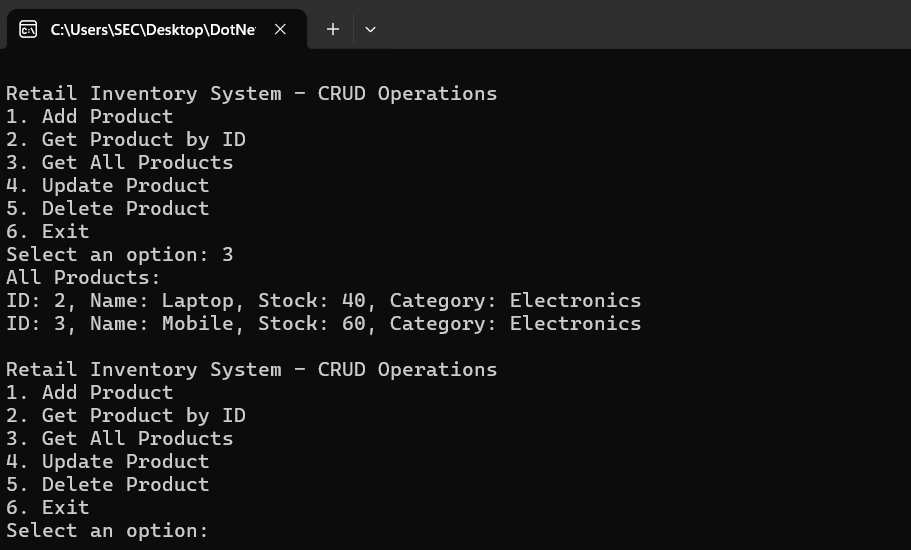 C:\Users\SEC\Desktop\DotNe
Retail Inventory System - CRUD Operations
1. Add Product
2. Get Product by ID
3. Get All Products
4. Update Product
5. Delete Product
6. Exit
Select an option: 3
All Products:
ID: 2, Name: Laptop, Stock: 40, Category: Electronics
ID: 3, Name: Mobile, Stock: 60, Category: Electronics
Retail Inventory System - CRUD Operations
1. Add Product
2. Get Product by ID
3. Get All Products
4. Update Product
5. Delete Product
6. Exit
Select an option: